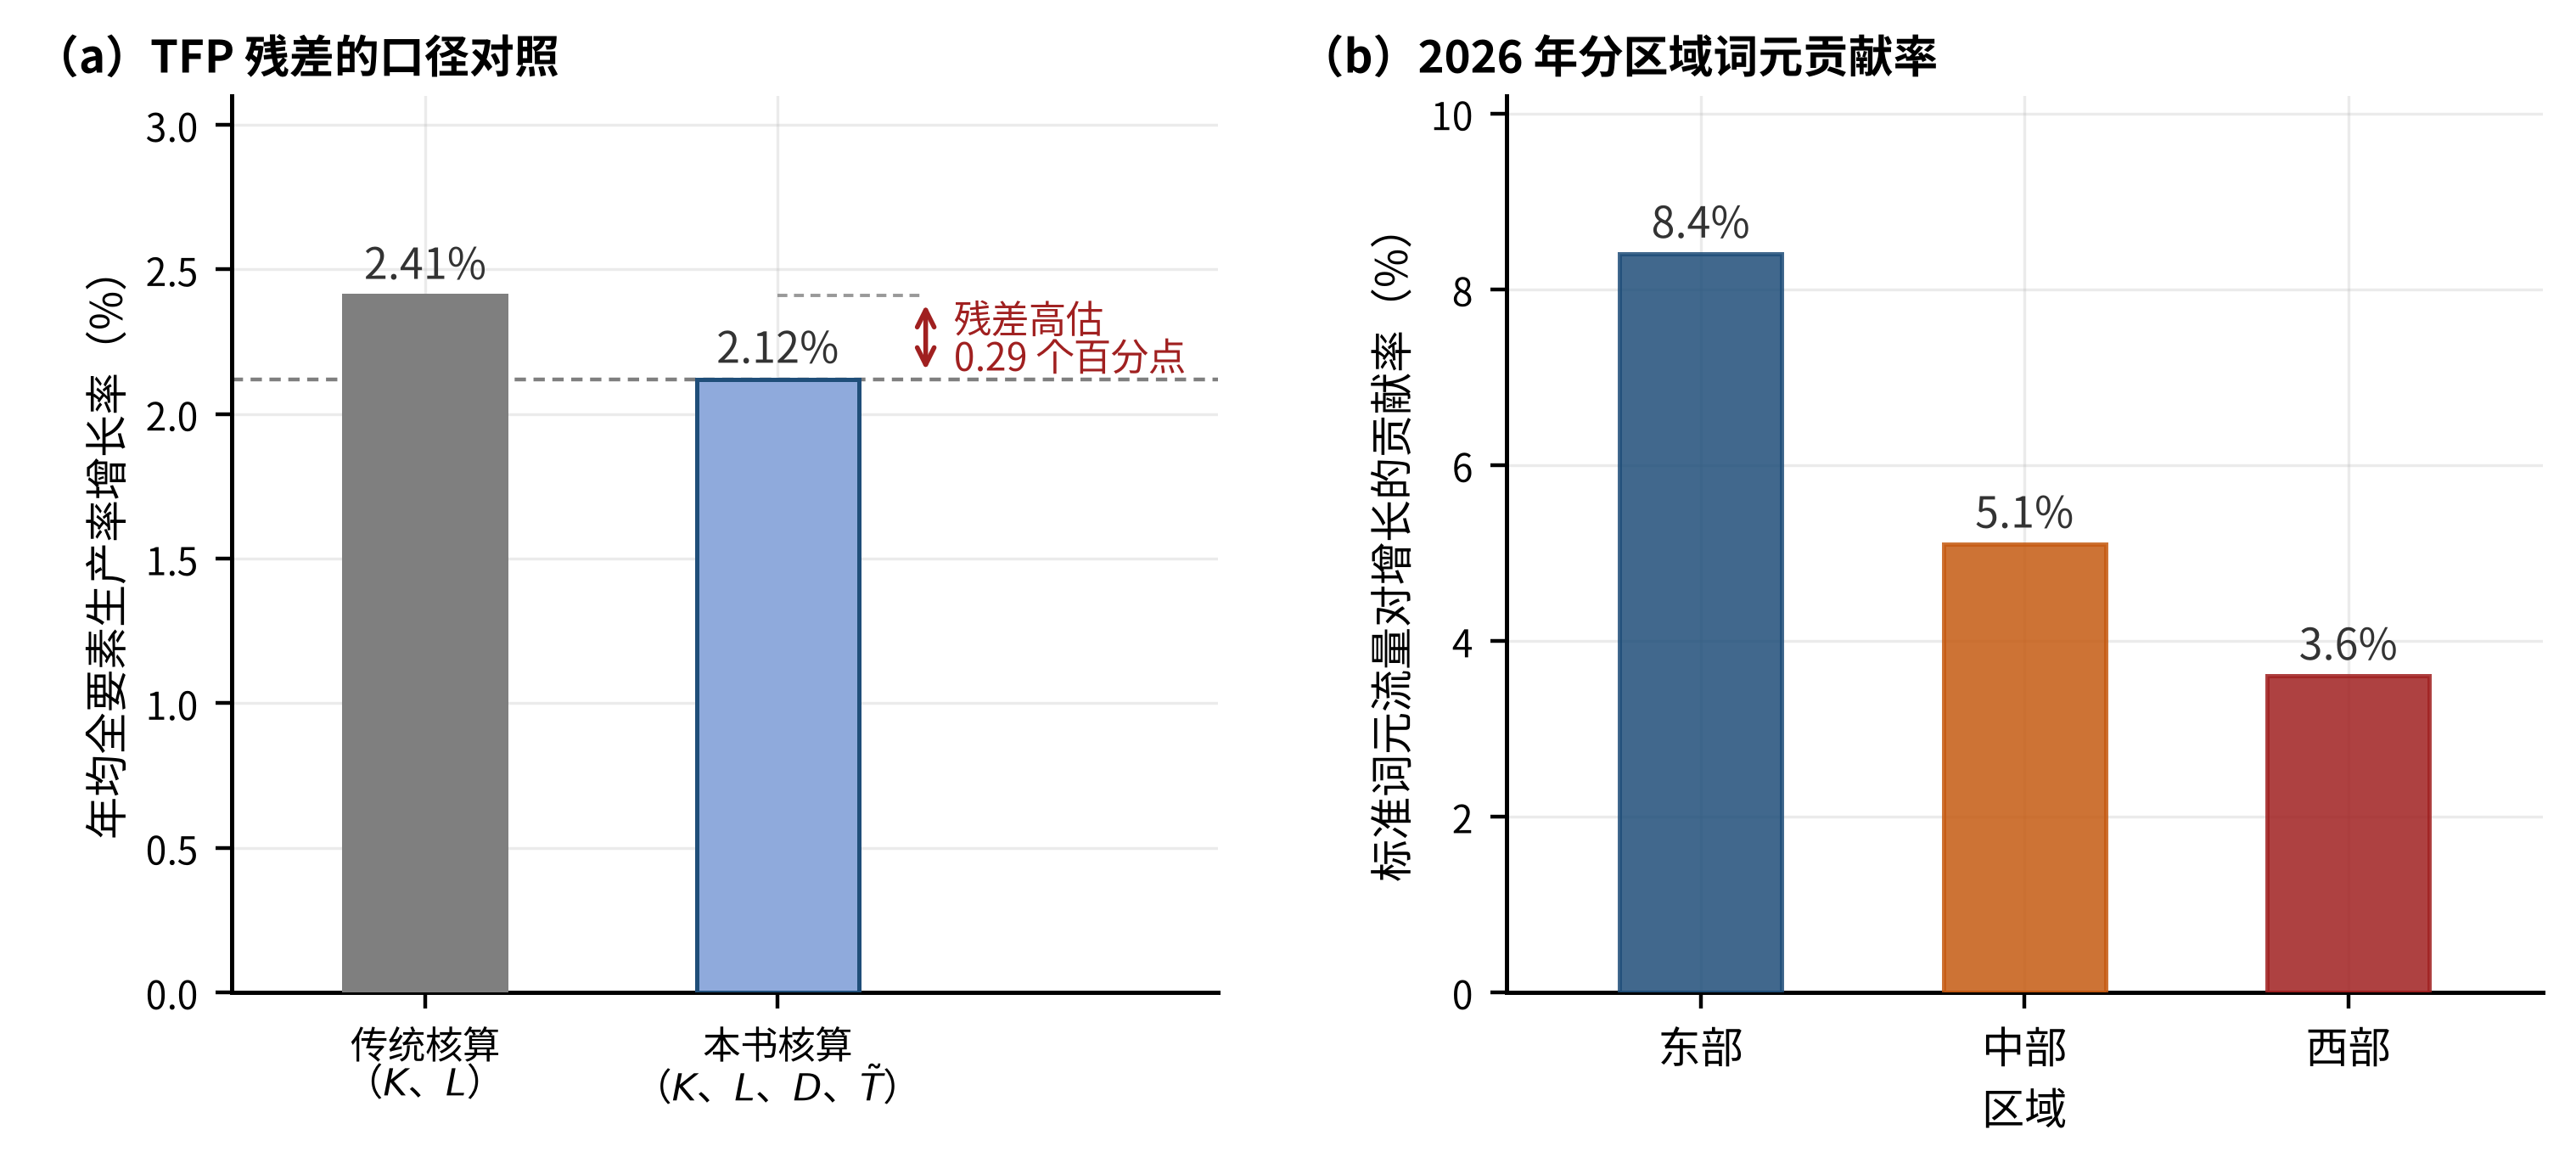 （a）TFP 残差的口径对照
年均全要素生产率增长率（%）
3.0
2.5
2.0
1.5
1.0
0.5
0.0
2.41%
2.12%
残差高估
0.29 个百分点
传统核算
（K、L）
本书核算
（K、L、D、T̃）
（b）2026 年分区域词元贡献率
标准词元流量对增长的贡献率（%）
10
8
6
4
2
0
8.4%
5.1%
3.6%
东部
中部
西部
区域